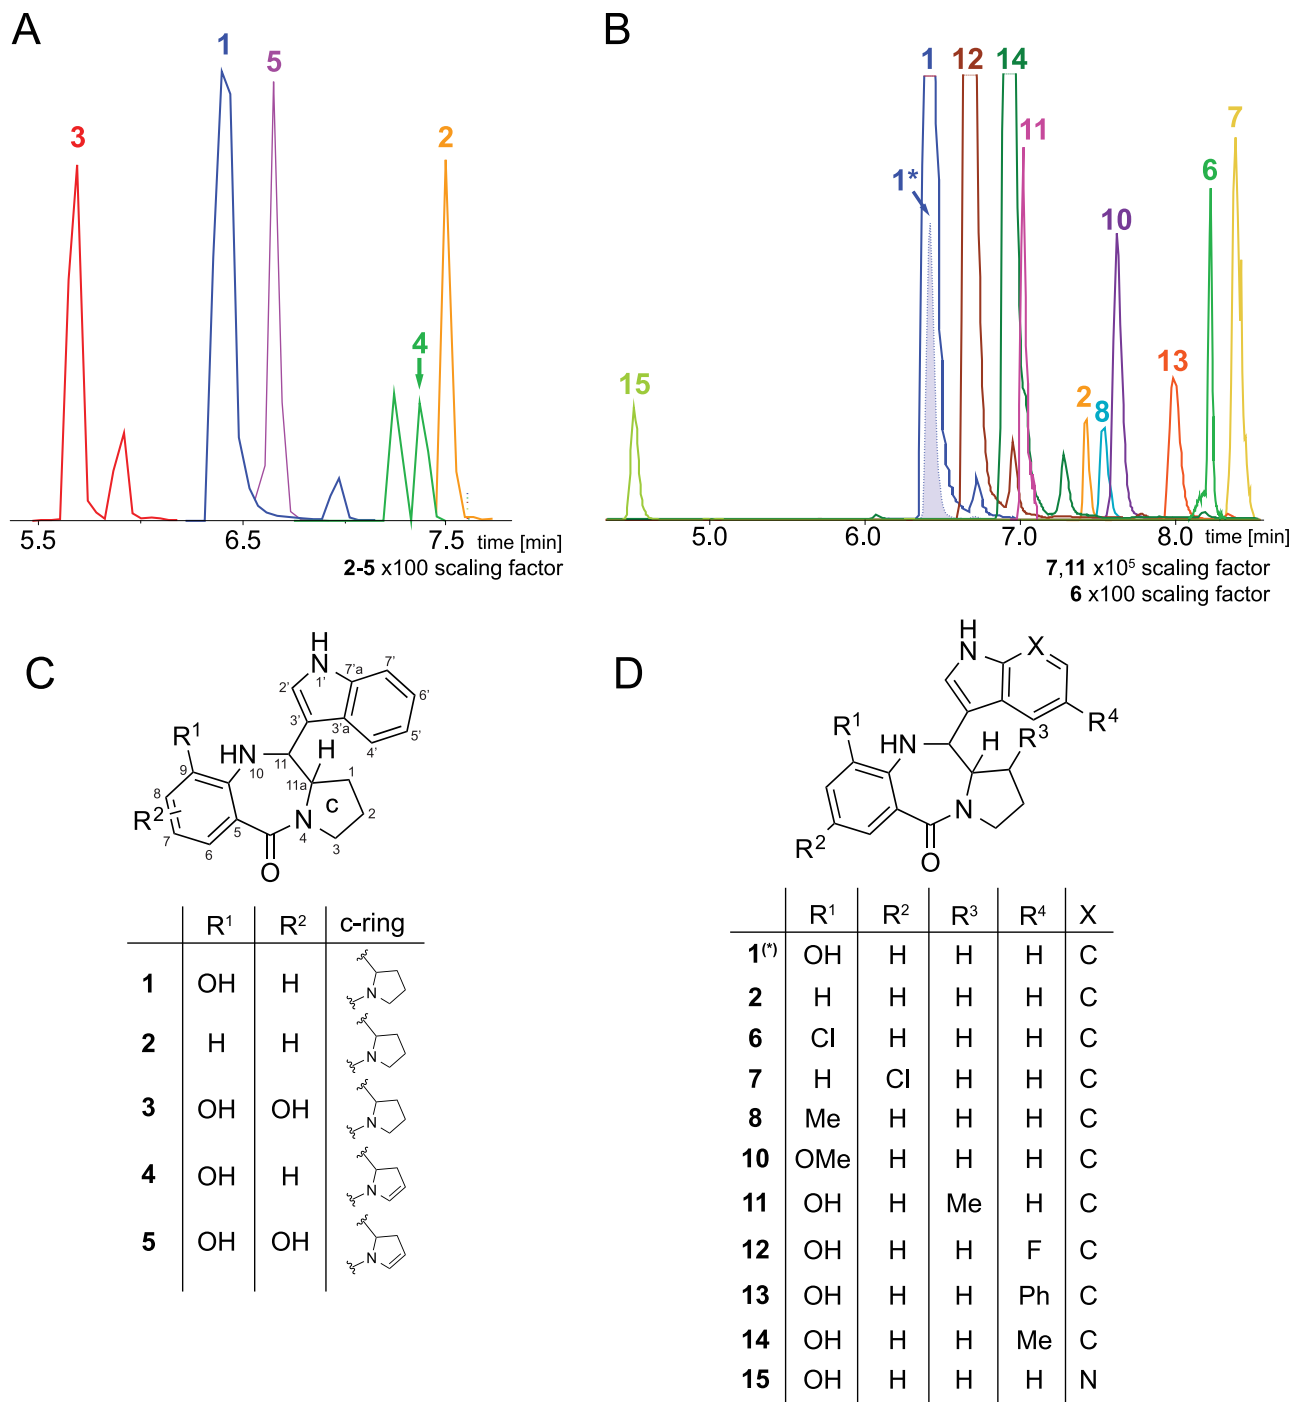 A
3
1
5
4
2
5.5
6.5
7.5
time [min]
2-5 x100 scaling factor
B
15
1
1*
12
14
11
2
8
10
13
6
7
5.0
6.0
7.0
8.0
time [min]
7,11 x10⁵ scaling factor
6 x100 scaling factor
C
H
N
1'
7'a
7'
2'
6'
3'
3'a
5'
4'
R¹
HN
H
9
10
11
11a
1
8
R²
C
2
7
5
N
4
3
6
O
R¹ R² c-ring
1 OH H N
2 H H N
3 OH OH N
4 OH H N
5 OH OH N
D
H
N
X
R⁴
R¹
R³
HN
H
N
R²
O
R¹ R² R³ R⁴ X
1(*) OH H H H C
2 H H H H C
6 Cl H H H C
7 H Cl H H C
8 Me H H H C
10 OMe H H H C
11 OH H Me H C
12 OH H H F C
13 OH H H Ph C
14 OH H H Me C
15 OH H H H N